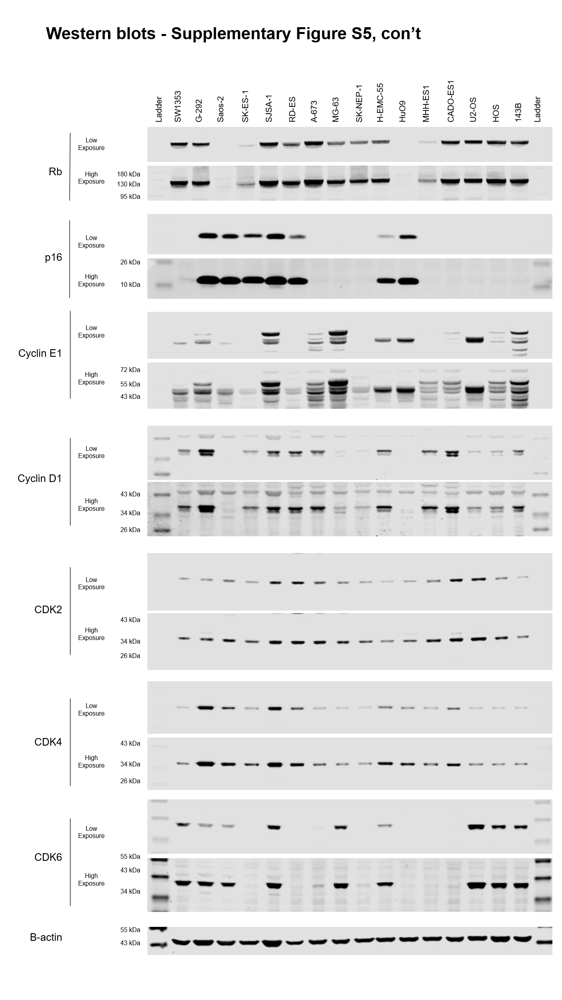 Western blots - Supplementary Figure S5, con’t
Ladder
SW1353
G-292
Saos-2
SK-ES-1
SJSA-1
RD-ES
A-673
MG-63
SK-NEP-1
H-EMC-55
HuO9
MHH-ES1
CADO-ES1
U2-OS
HOS
143B
Ladder
Rb
Low
Exposure
High
Exposure
180 kDa
130 kDa
95 kDa
p16
Low
Exposure
High
Exposure
26 kDa
10 kDa
Cyclin E1
Low
Exposure
High
Exposure
72 kDa
55 kDa
43 kDa
Cyclin D1
Low
Exposure
High
Exposure
43 kDa
34 kDa
26 kDa
CDK2
Low
Exposure
High
Exposure
43 kDa
34 kDa
26 kDa
CDK4
Low
Exposure
High
Exposure
43 kDa
34 kDa
26 kDa
CDK6
Low
Exposure
High
Exposure
55 kDa
43 kDa
34 kDa
B-actin
55 kDa
43 kDa